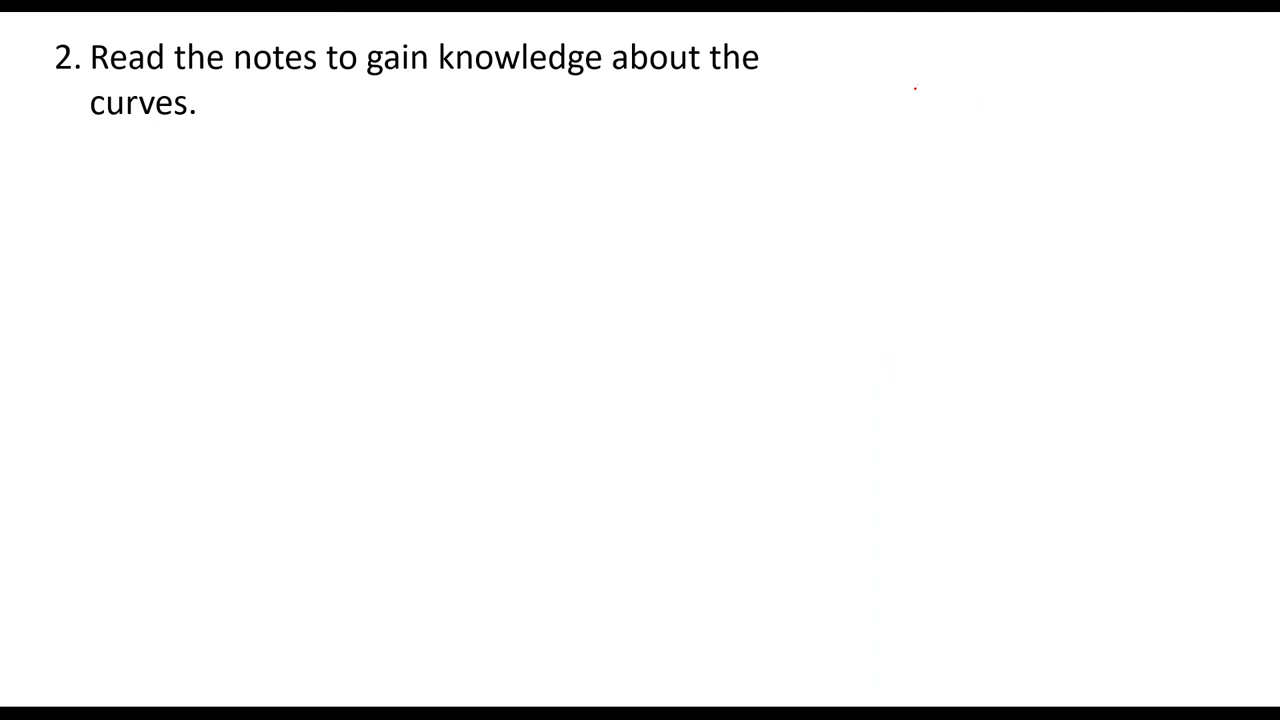 2. Read the notes to gain knowledge about the
curves.